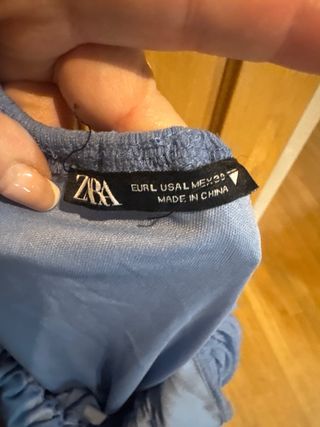 ZARA
EUR L USA L MEX 30
MADE IN CHINA